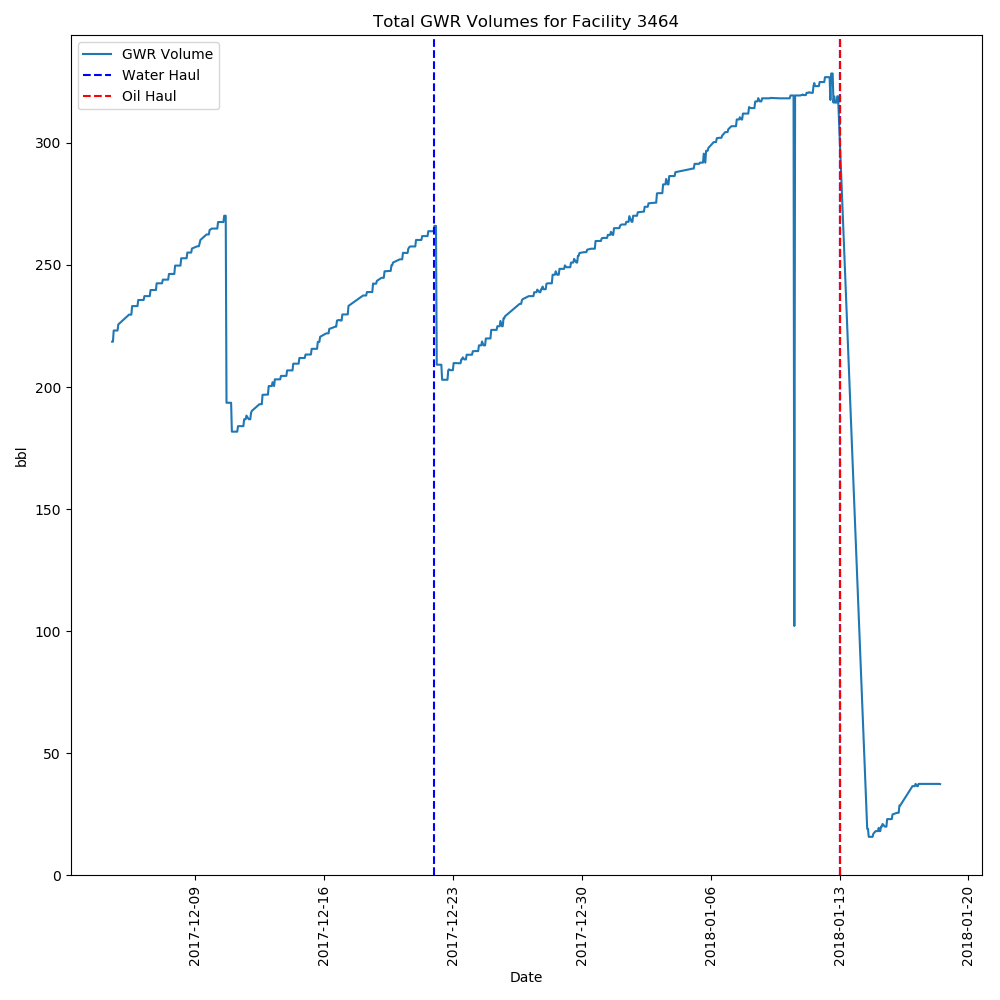 Total GWR Volumes for Facility 3464
GWR Volume
Water Haul
Oil Haul
300
250
200
150
100
50
0
bbl
2017-12-09
2017-12-16
2017-12-23
2017-12-30
2018-01-06
2018-01-13
2018-01-20
Date